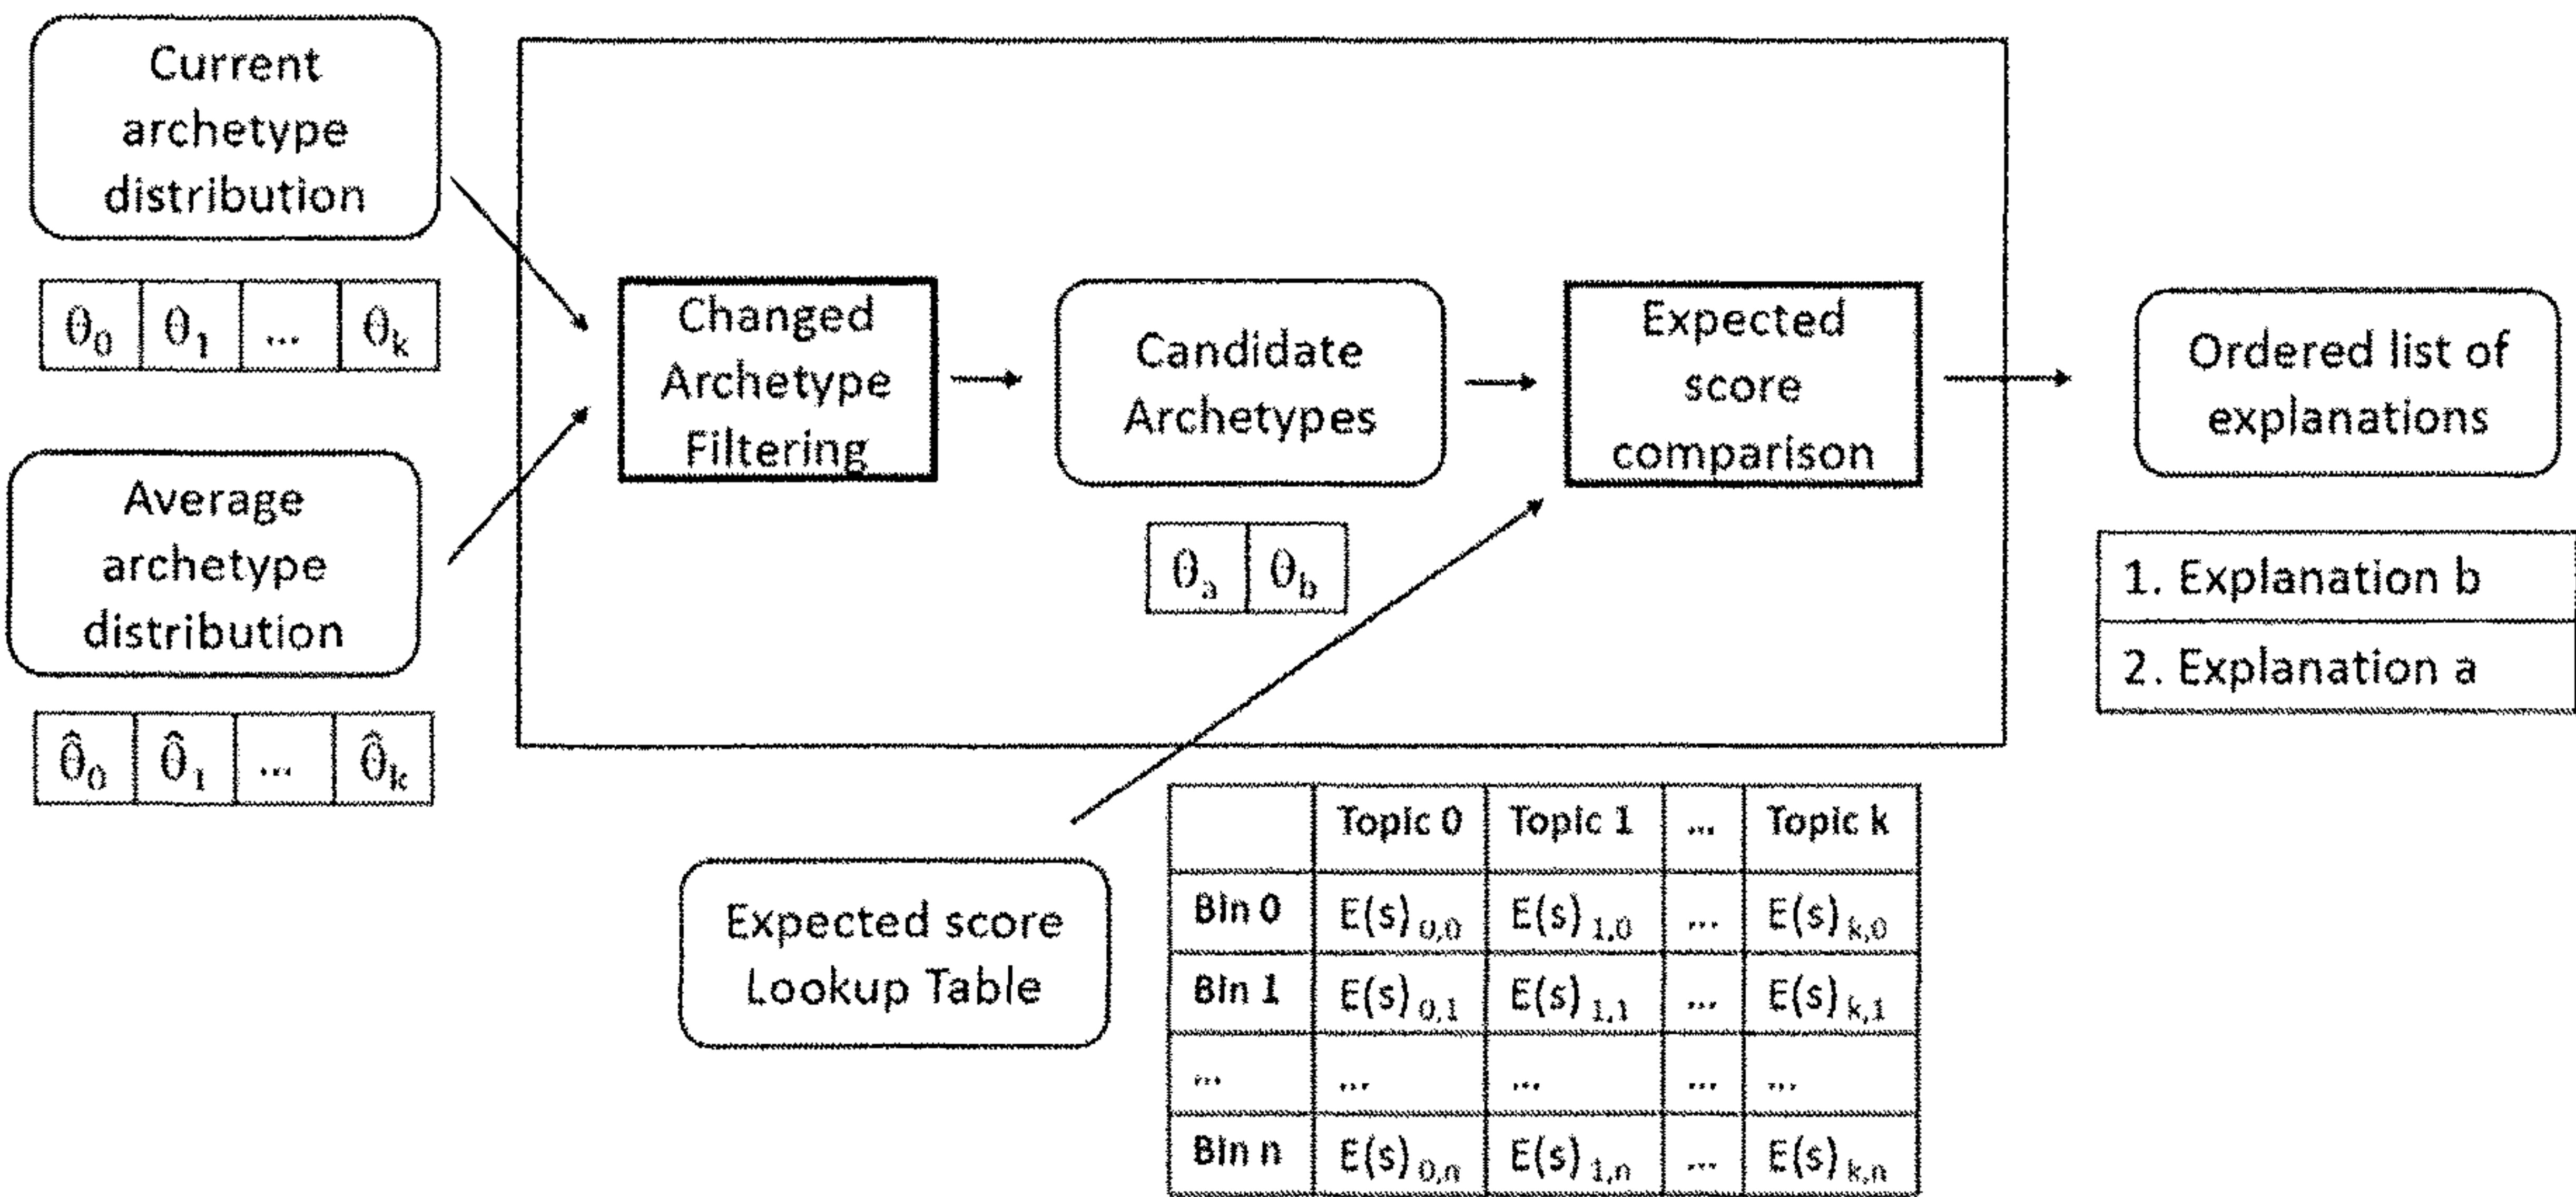 Current
archetype
distribution
θ₀ θ₁ ... θₖ
Average
archetype
distribution
θ̂₀ θ̂₁ ... θ̂ₖ
Changed
Archetype
Filtering
Candidate
Archetypes
θₐ θ_b
Expected
score
comparison
Ordered list of
explanations
1. Explanation b
2. Explanation a
Expected score
Lookup Table
Topic 0 Topic 1 ... Topic k
Bin 0 E(s)₀,₀ E(s)₁,₀ ... E(s)ₖ,₀
Bin 1 E(s)₀,₁ E(s)₁,₁ ... E(s)ₖ,₁
... ... ... ... ...
Bin n E(s)₀,ₙ E(s)₁,ₙ ... E(s)ₖ,ₙ